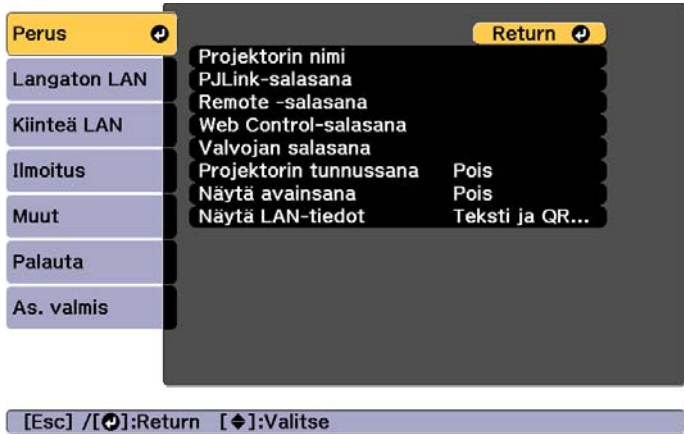 Perus
Langaton LAN
Kiinteä LAN
Ilmoitus
Muut
Palauta
As. valmis
Return
Projektorin nimi
PJLink-salasana
Remote -salasana
Web Control-salasana
Valvojan salasana
Projektorin tunnussana Pois
Näytä avainsana Pois
Näytä LAN-tiedot Teksti ja QR...
[Esc] /[⏎]:Return [◆]:Valitse